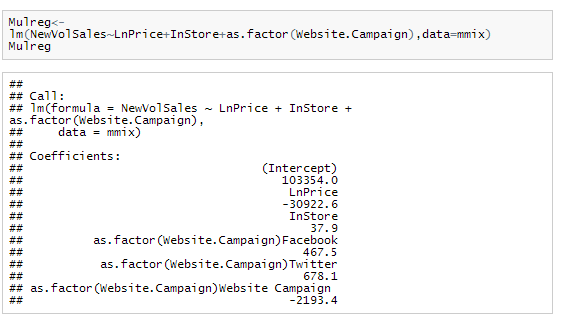 Mulreg<-
lm(NewVolSales~LnPrice+InStore+as.factor(Website.Campaign),data=mmix)
Mulreg
##
## Call:
## lm(formula = NewVolSales ~ LnPrice + InStore +
as.factor(Website.Campaign),
##     data = mmix)
##
## Coefficients:
##                               (Intercept)
##                                  103354.0
##                                   LnPrice
##                                  -30922.6
##                                   InStore
##                                      37.9
##       as.factor(Website.Campaign)Facebook
##                                     467.5
##        as.factor(Website.Campaign)Twitter
##                                     678.1
## as.factor(Website.Campaign)Website Campaign
##                                   -2193.4